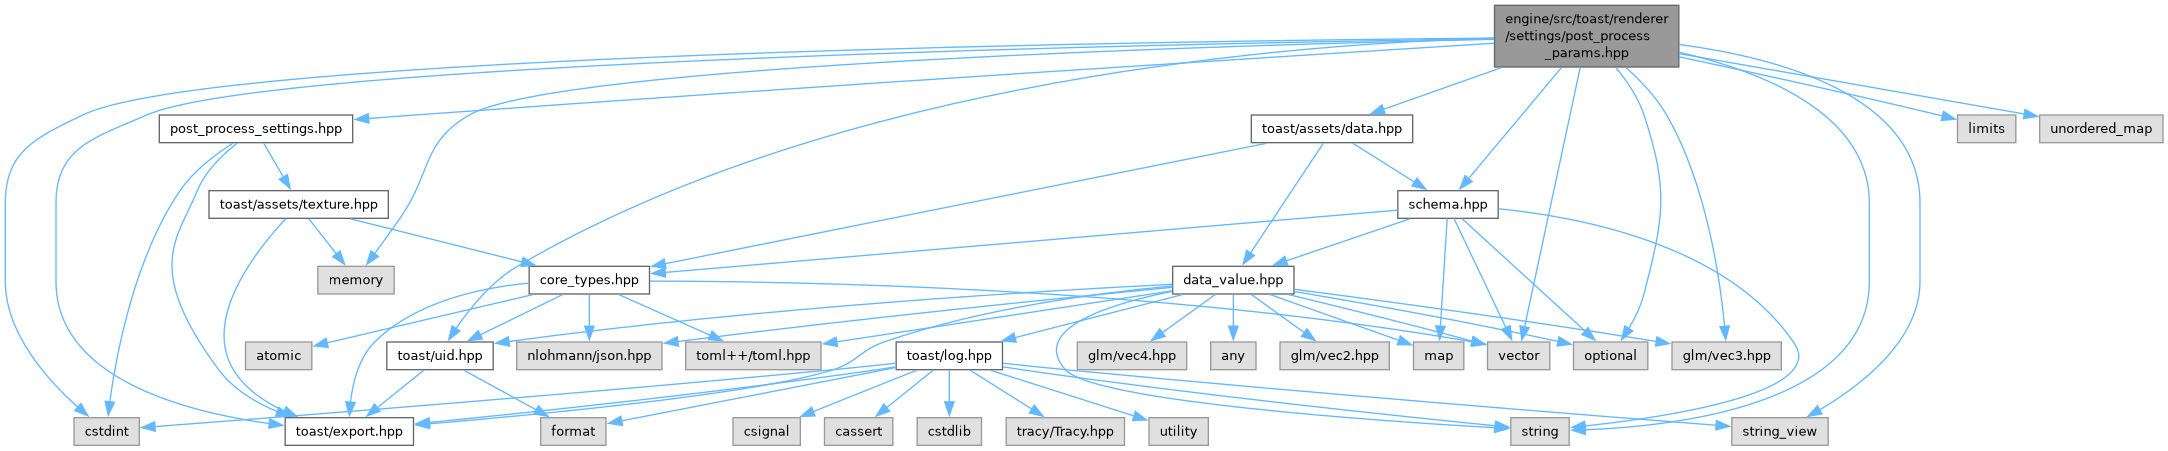 engine/src/toast/renderer
/settings/post_process
_params.hpp
post_process_settings.hpp
toast/assets/data.hpp
limits
unordered_map
toast/assets/texture.hpp
schema.hpp
memory
core_types.hpp
data_value.hpp
atomic
toast/uid.hpp
nlohmann/json.hpp
toml++/toml.hpp
toast/log.hpp
glm/vec4.hpp
any
glm/vec2.hpp
map
vector
optional
glm/vec3.hpp
cstdint
toast/export.hpp
format
csignal
cassert
cstdlib
tracy/Tracy.hpp
utility
string
string_view